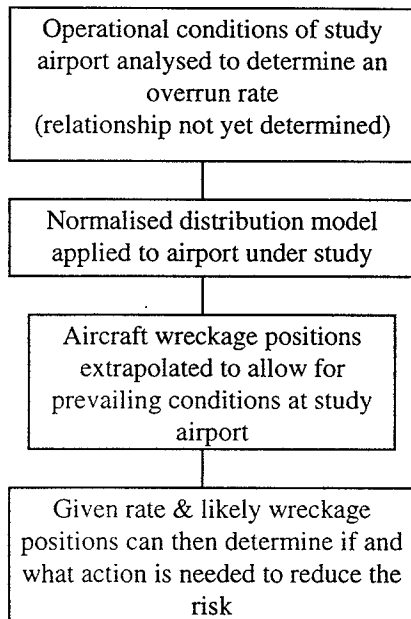 Operational conditions of study
airport analysed to determine an
overrun rate
(relationship not yet determined)
Normalised distribution model
applied to airport under study
Aircraft wreckage positions
extrapolated to allow for
prevailing conditions at study
airport
Given rate & likely wreckage
positions can then determine if and
what action is needed to reduce the
risk